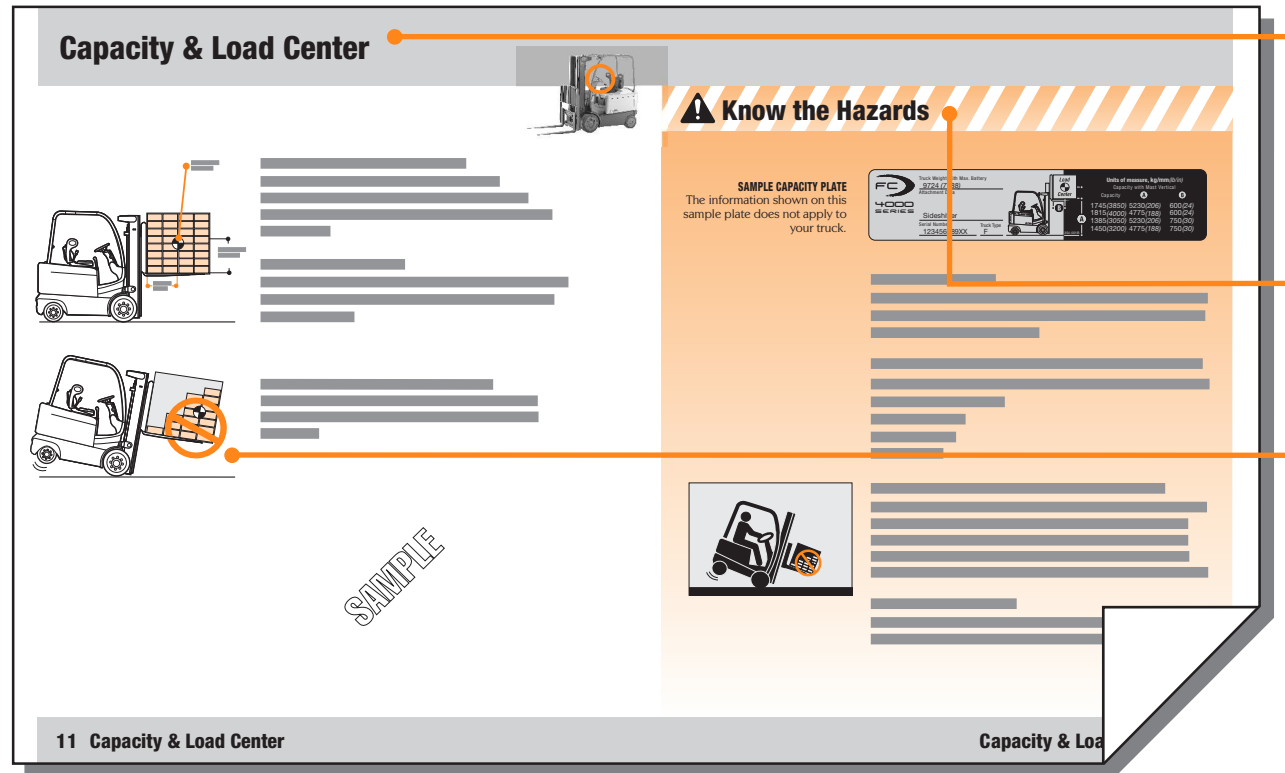 Capacity & Load Center
Know the Hazards
SAMPLE CAPACITY PLATE
The information shown on this
sample plate does not apply to
your truck.
FC
4000
SERIES
Truck Weight With Max. Battery
9724
Attachment Data
Sideshifter
Serial Number
Truck Type
F
Load
Center
B
A
Units of measure, kg/mm (lb/in)
Capacity with Mast Vertical
Capacity A B
1745(3850) 5230(206) 600(24)
1815(4000) 4775(188) 600(24)
1385(3050) 5230(206) 750(30)
1450(3200) 4775(188) 750(30)
SAMPLE
11 Capacity & Load Center
Capacity & Loa